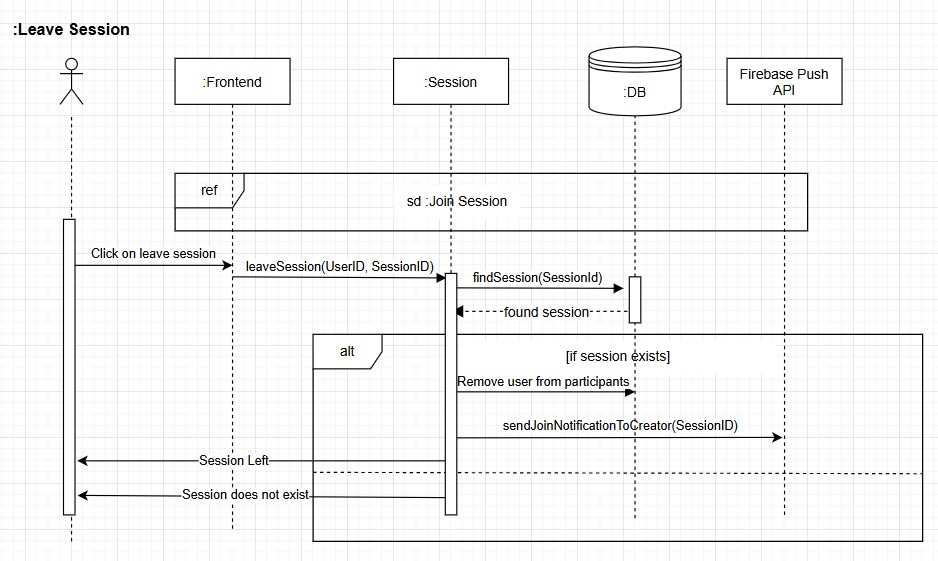 :Leave Session
:Frontend
:Session
:DB
Firebase Push
API
ref
sd :Join Session
Click on leave session
leaveSession(UserID, SessionID)
findSession(SessionId)
found session
alt
[if session exists]
Remove user from participants
sendJoinNotificationToCreator(SessionID)
Session Left
Session does not exist